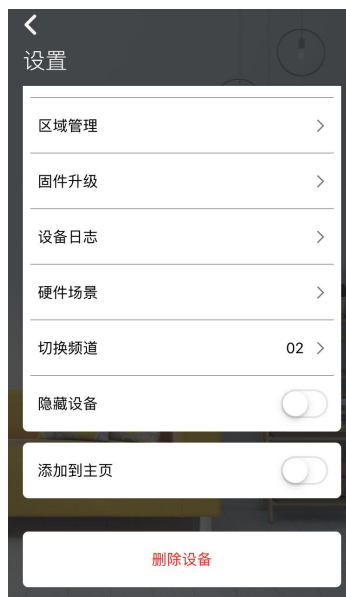 设置
区域管理
固件升级
设备日志
硬件场景
切换频道 02
隐藏设备
添加到主页
删除设备